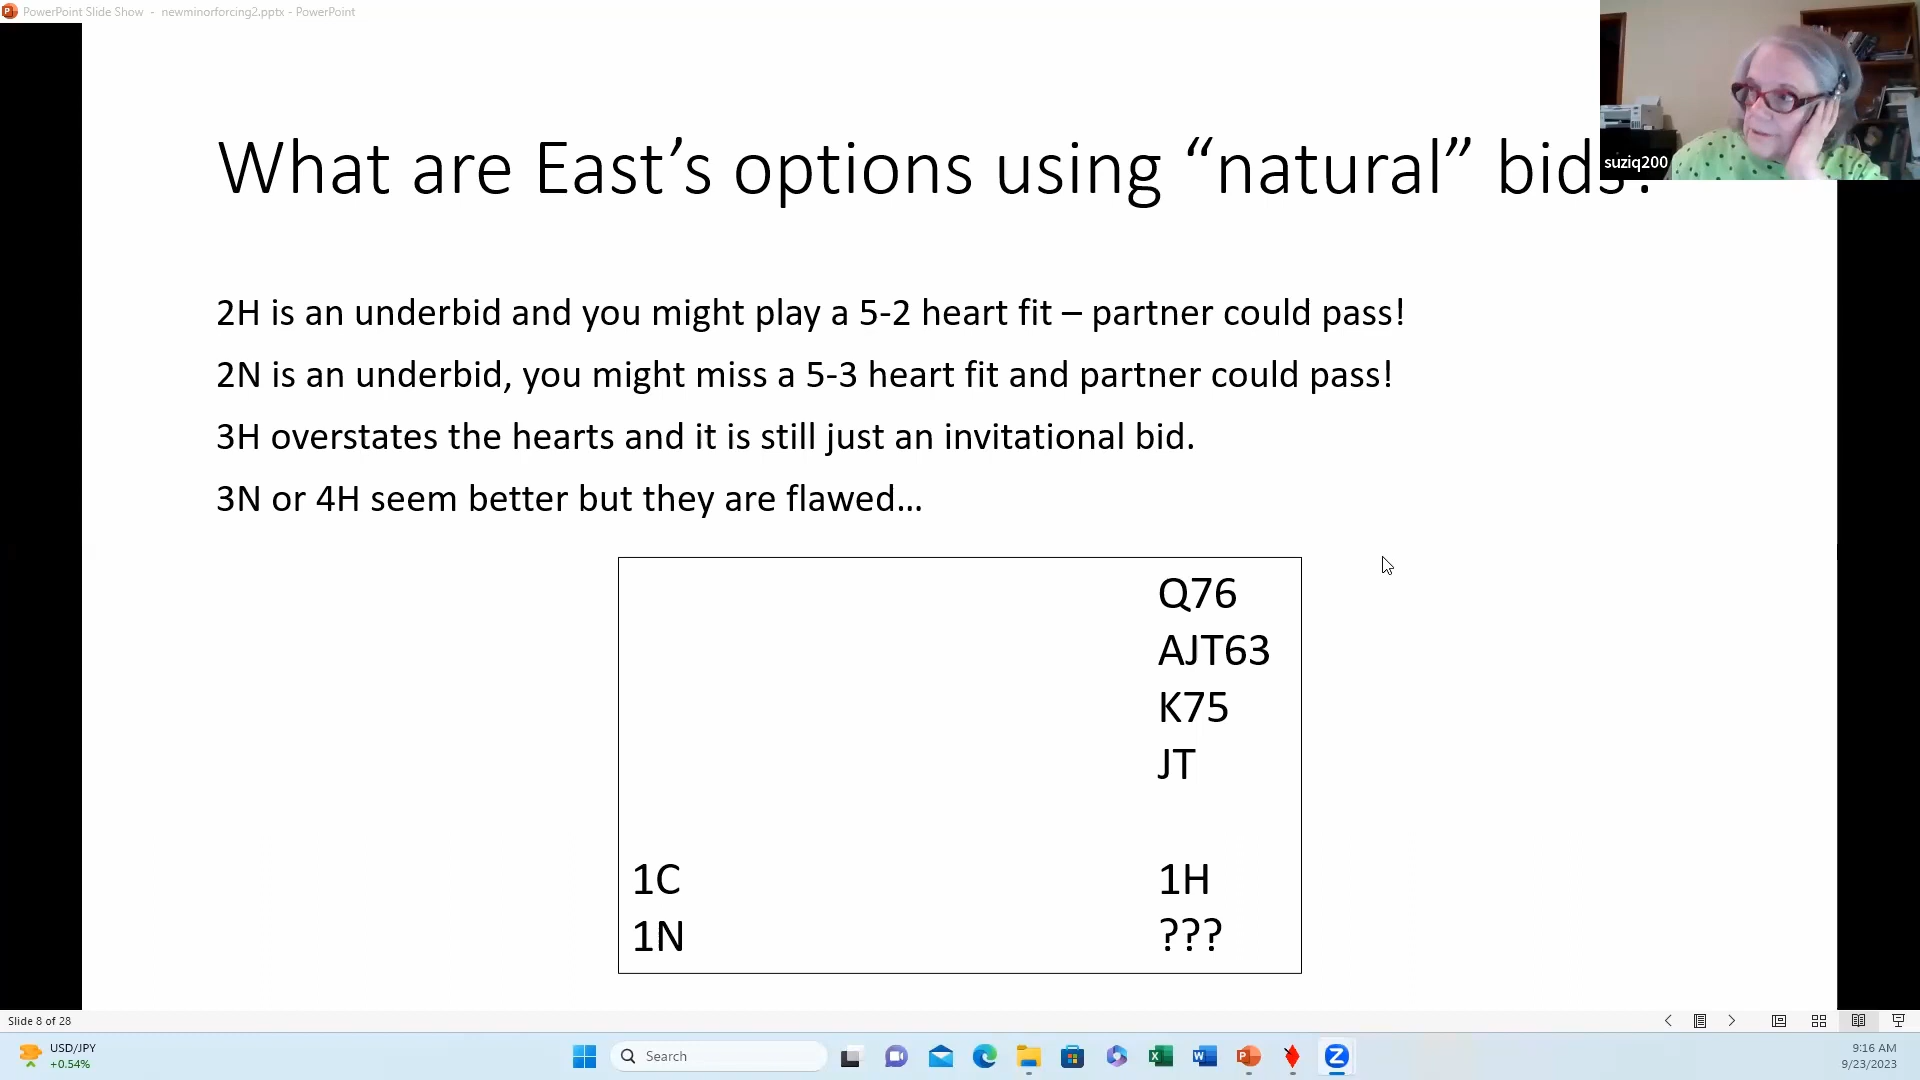 PowerPoint Slide Show - newminorforcing2.pptx - PowerPoint
What are East's options using “natural” bids?
suziq200
2H is an underbid and you might play a 5-2 heart fit – partner could pass!
2N is an underbid, you might miss a 5-3 heart fit and partner could pass!
3H overstates the hearts and it is still just an invitational bid.
3N or 4H seem better but they are flawed...
Q76
AJT63
K75
JT
1C 1H
1N ???
Slide 8 of 28
USD/JPY
+0.54%
Search
9:16 AM
9/23/2023